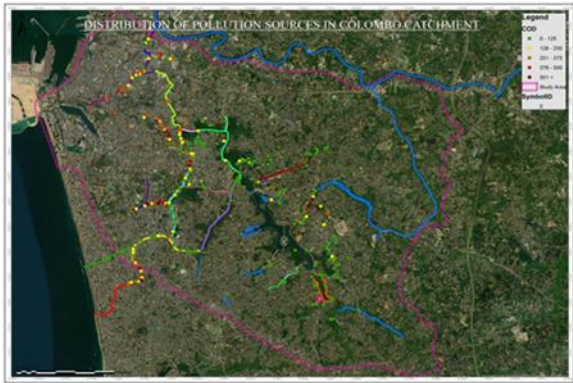 DISTRIBUTION OF POLLUTION SOURCES IN COLOMBO CATCHMENT
Legend
COD
0 - 125
126 - 250
251 - 375
376 - 500
501 +
Study Area
SymbolID